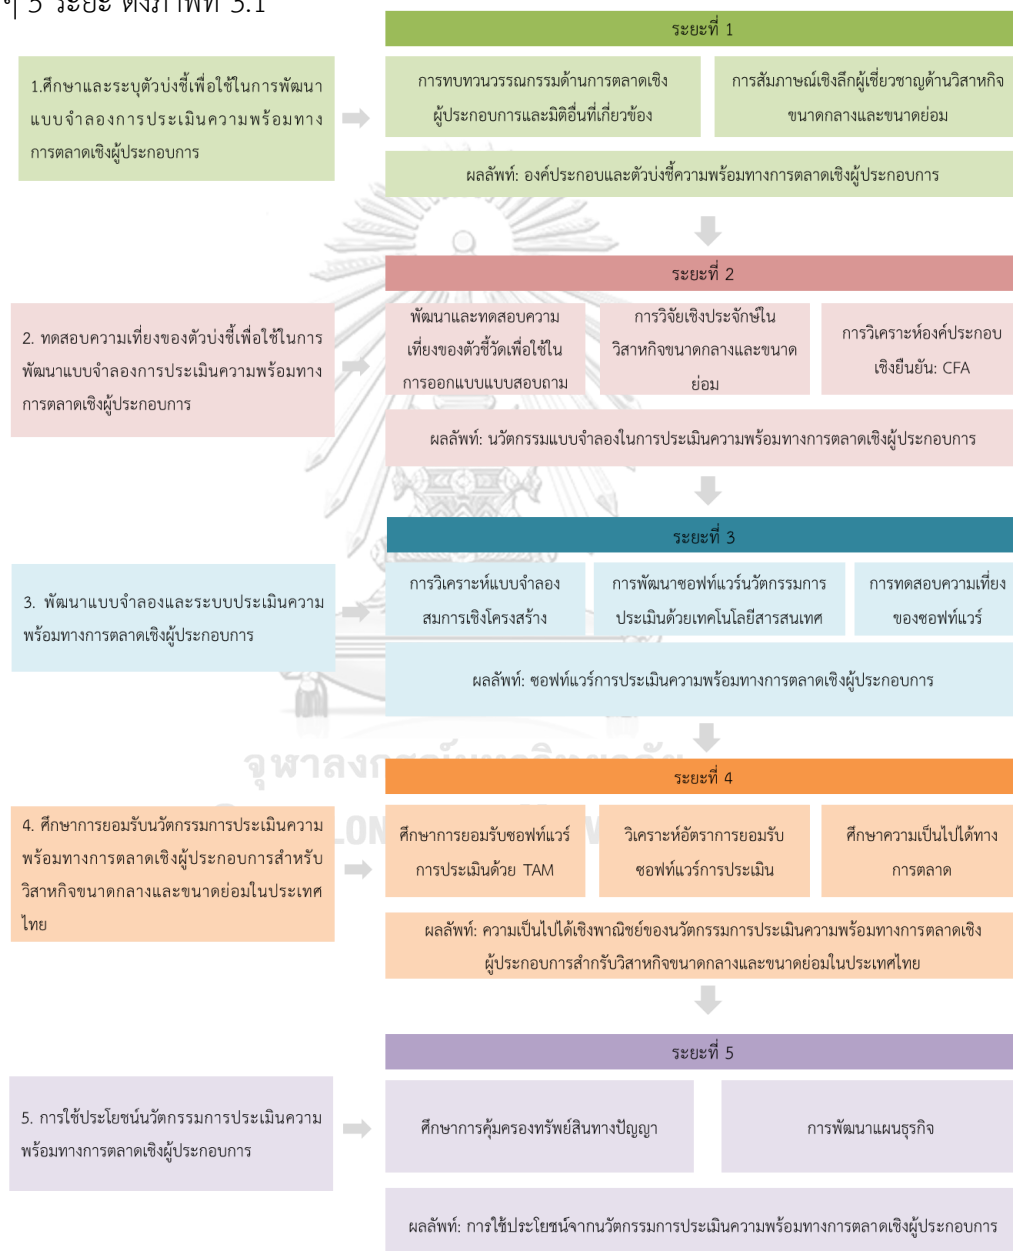 ๆ 5 ระยะ ดังภาพที่ 3.1
ระยะที่ 1
1.ศึกษาและระบุตัวบ่งชี้เพื่อใช้ในการพัฒนา
แบบจำลองการประเมินความพร้อมทาง
การตลาดเชิงผู้ประกอบการ
การทบทวนวรรณกรรมด้านการตลาดเชิง
ผู้ประกอบการและมิติอื่นที่เกี่ยวข้อง
การสัมภาษณ์เชิงลึกผู้เชี่ยวชาญด้านวิสาหกิจ
ขนาดกลางและขนาดย่อม
ผลลัพท์: องค์ประกอบและตัวบ่งชี้ความพร้อมทางการตลาดเชิงผู้ประกอบการ
ระยะที่ 2
2. ทดสอบความเที่ยงของตัวบ่งชี้เพื่อใช้ในการ
พัฒนาแบบจำลองการประเมินความพร้อมทาง
การตลาดเชิงผู้ประกอบการ
พัฒนาและทดสอบความ
เที่ยงของตัวชี้วัดเพื่อใช้ใน
การออกแบบแบบสอบถาม
การวิจัยเชิงประจักษ์ใน
วิสาหกิจขนาดกลางและขนาด
ย่อม
การวิเคราะห์องค์ประกอบ
เชิงยืนยัน: CFA
ผลลัพท์: นวัตกรรมแบบจำลองในการประเมินความพร้อมทางการตลาดเชิงผู้ประกอบการ
ระยะที่ 3
3. พัฒนาแบบจำลองและระบบประเมินความ
พร้อมทางการตลาดเชิงผู้ประกอบการ
การวิเคราะห์แบบจำลอง
สมการเชิงโครงสร้าง
การพัฒนาซอฟท์แวร์นวัตกรรมการ
ประเมินด้วยเทคโนโลยีสารสนเทศ
การทดสอบความเที่ยง
ของซอฟท์แวร์
ผลลัพท์: ซอฟท์แวร์การประเมินความพร้อมทางการตลาดเชิงผู้ประกอบการ
ระยะที่ 4
4. ศึกษาการยอมรับนวัตกรรมการประเมินความ
พร้อมทางการตลาดเชิงผู้ประกอบการสำหรับ
วิสาหกิจขนาดกลางและขนาดย่อมในประเทศ
ไทย
ศึกษาการยอมรับซอฟท์แวร์
การประเมินด้วย TAM
วิเคราะห์อัตราการยอมรับ
ซอฟท์แวร์การประเมิน
ศึกษาความเป็นไปได้ทาง
การตลาด
ผลลัพท์: ความเป็นไปได้เชิงพาณิชย์ของนวัตกรรมการประเมินความพร้อมทางการตลาดเชิง
ผู้ประกอบการสำกรับวิสาหกิจขนาดกลางและขนาดย่อมในประเทศไทย
ระยะที่ 5
5. การใช้ประโยชน์นวัตกรรมการประเมินความ
พร้อมทางการตลาดเชิงผู้ประกอบการ
ศึกษาการคุ้มครองทรัพย์สินทางปัญญา
การพัฒนาแผนธุรกิจ
ผลลัพท์: การใช้ประโยชน์จากนวัตกรรมการประเมินความพร้อมทางการตลาดเชิงผู้ประกอบการ